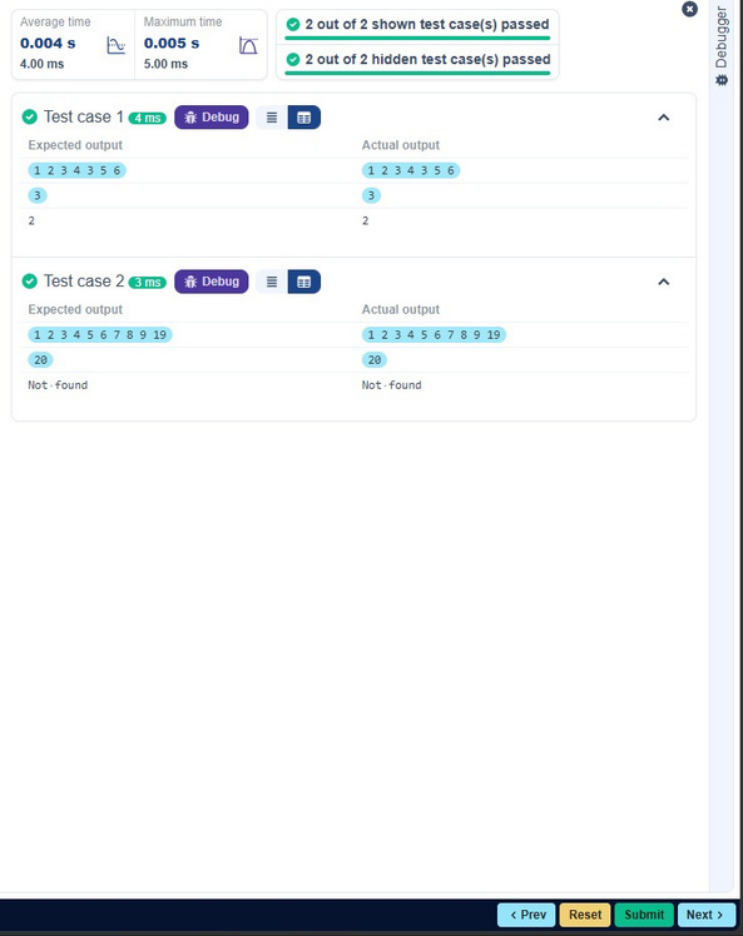 Average time
0.004 s
4.00 ms
Maximum time
0.005 s
5.00 ms
2 out of 2 shown test case(s) passed
2 out of 2 hidden test case(s) passed
Debugger
Test case 1 4 ms Debug
Expected output Actual output
1 2 3 4 3 5 6 1 2 3 4 3 5 6
3 3
2 2
Test case 2 3 ms Debug
Expected output Actual output
1 2 3 4 5 6 7 8 9 19 1 2 3 4 5 6 7 8 9 19
20 20
Not·found Not·found
< Prev Reset Submit Next >